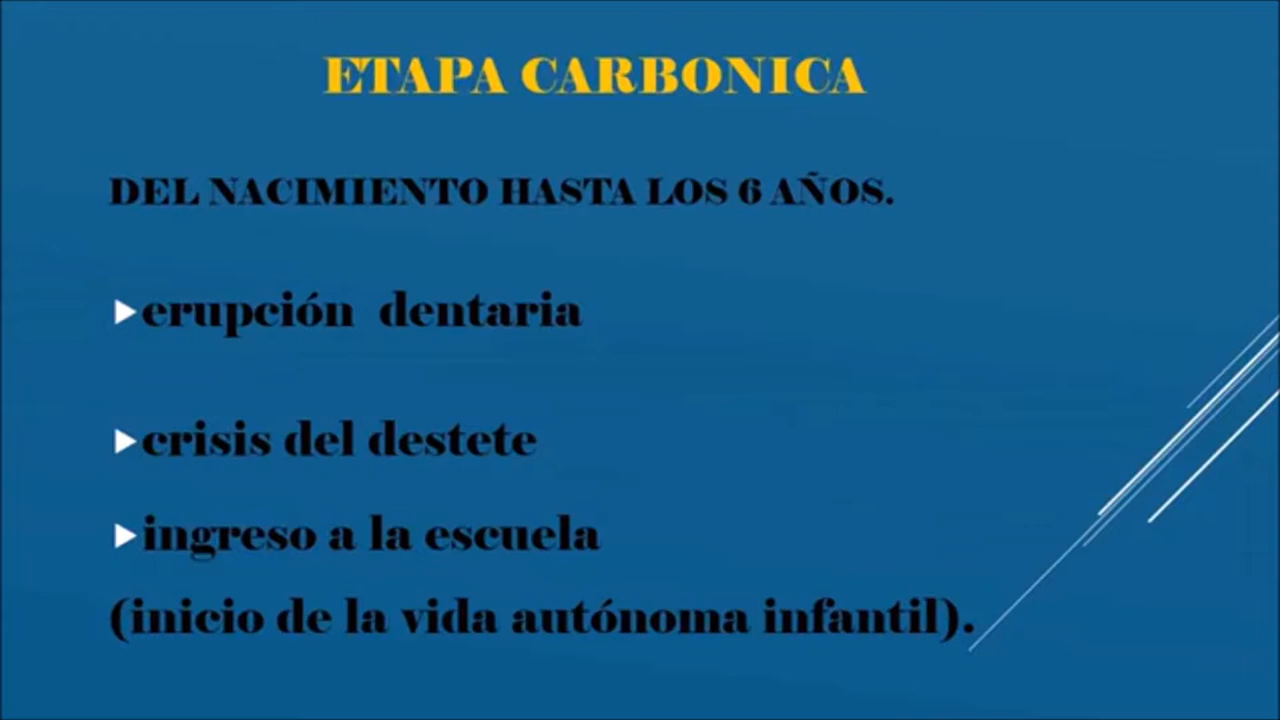 ETAPA CARBONICA
DEL NACIMIENTO HASTA LOS 6 AÑOS.
erupción dentaria
crisis del destete
ingreso a la escuela
(inicio de la vida autónoma infantil).